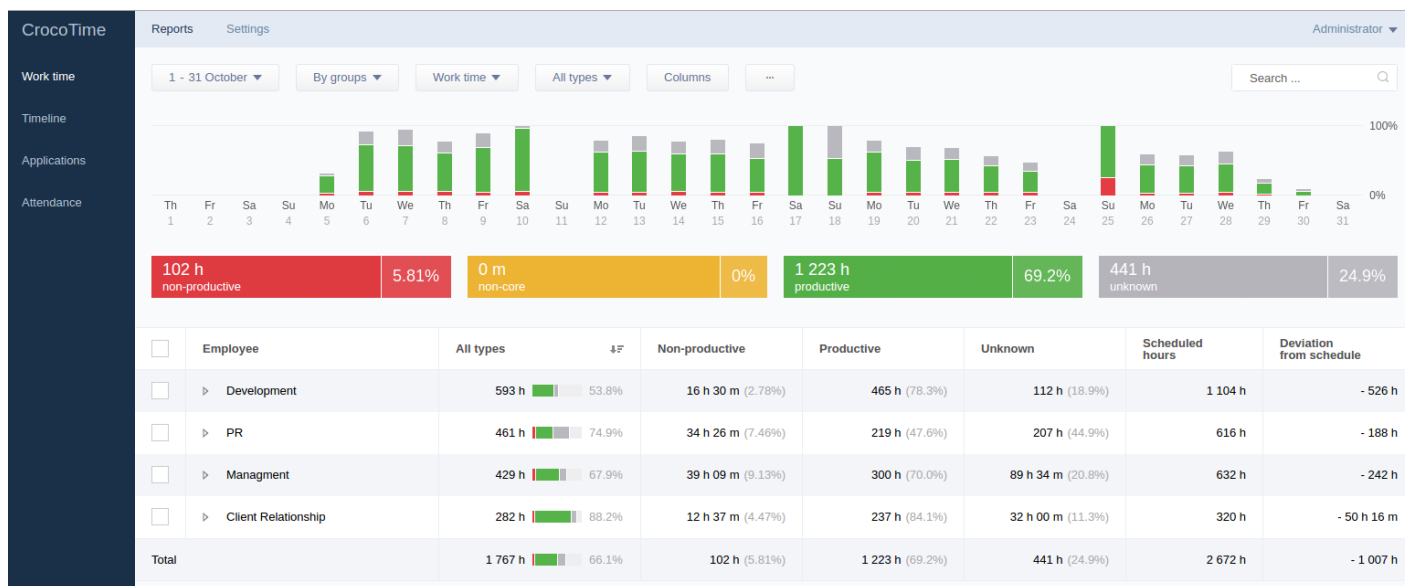 CrocoTime
Reports Settings Administrator
Work time
Timeline
Applications
Attendance
1 - 31 October By groups Work time All types Columns ... Search ...
100%
0%
Th Fr Sa Su Mo Tu We Th Fr Sa Su Mo Tu We Th Fr Sa Su Mo Tu We Th Fr Sa Su Mo Tu We Th Fr Sa
1 2 3 4 5 6 7 8 9 10 11 12 13 14 15 16 17 18 19 20 21 22 23 24 25 26 27 28 29 30 31
102 h 5.81% 0 m 0% 1 223 h 69.2% 441 h 24.9%
non-productive non-core productive unknown
Employee All types Non-productive Productive Unknown Scheduled hours Deviation from schedule
Development 593 h 53.8% 16 h 30 m (2.78%) 465 h (78.3%) 112 h (18.9%) 1 104 h - 526 h
PR 461 h 74.9% 34 h 26 m (7.46%) 219 h (47.6%) 207 h (44.9%) 616 h - 188 h
Managment 429 h 67.9% 39 h 09 m (9.13%) 300 h (70.0%) 89 h 34 m (20.8%) 632 h - 242 h
Client Relationship 282 h 88.2% 12 h 37 m (4.47%) 237 h (84.1%) 32 h 00 m (11.3%) 320 h - 50 h 16 m
Total 1 767 h 66.1% 102 h (5.81%) 1 223 h (69.2%) 441 h (24.9%) 2 672 h - 1 007 h